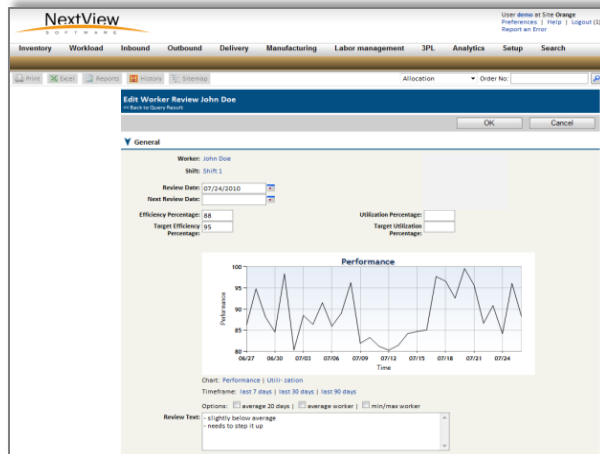 NextView
SOFTWARE
User demo at Site Orange
Preferences | Help | Logout (1)
Report an Error
Inventory Workload Inbound Outbound Delivery Manufacturing Labor management 3PL Analytics Setup Search
Print Excel Reports History Sitemap Allocation Order No:
Edit Worker Review John Doe
<< Back to Query Result
OK Cancel
General
Worker: John Doe
Shift: Shift 1
Review Date: 07/24/2010
Next Review Date:
Efficiency Percentage: 88 Utilization Percentage:
Target Efficiency Percentage: 95 Target Utilization Percentage:
Performance
100
95
90
85
80
Performance
06/27 06/30 07/03 07/06 07/09 07/12 07/15 07/18 07/21 07/24
Time
Chart: Performance | Utili- zation
Timeframe: last 7 days | last 30 days | last 90 days
Options: average 20 days | average worker | min/max worker
Review Text: - slightly below average
- needs to step it up